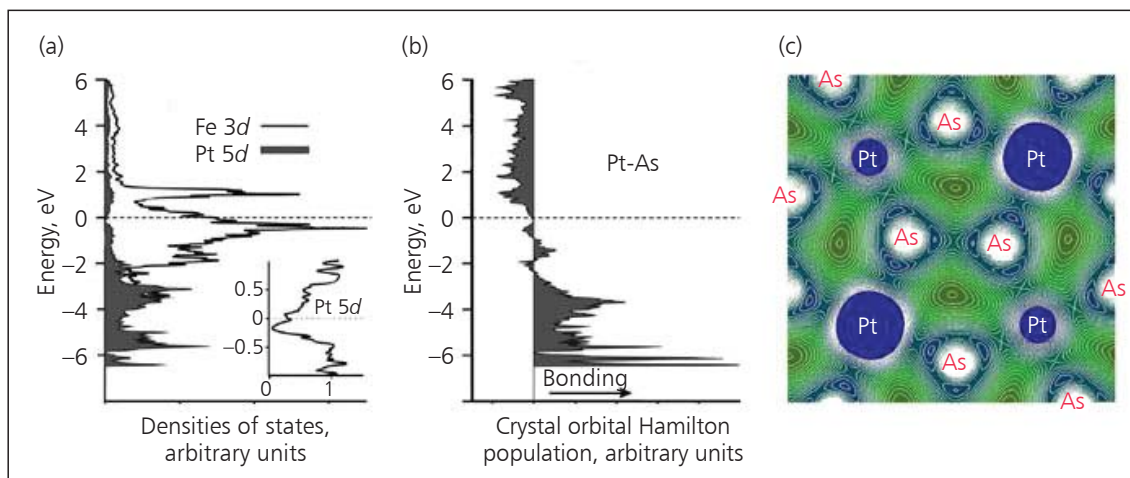 (a)
6
4
2
0
−2
−4
−6
Energy, eV
Fe 3d
Pt 5d
0.5
0
−0.5
Pt 5d
0
1
Densities of states,
arbitrary units
(b)
6
4
2
0
−2
−4
−6
Energy, eV
Pt-As
Bonding
Crystal orbital Hamilton
population, arbitrary units
(c)
As
As
As
Pt
Pt
As
As
As
As
Pt
Pt
As
As